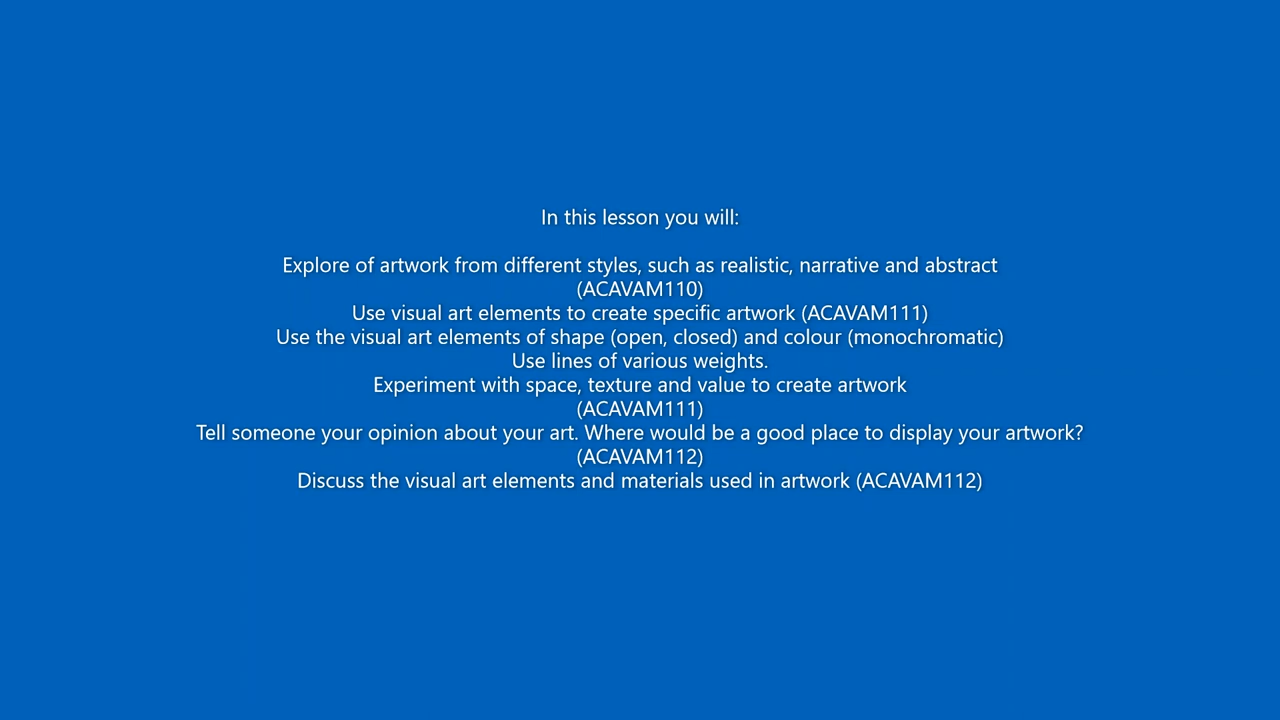 In this lesson you will:
Explore of artwork from different styles, such as realistic, narrative and abstract
(ACAVAM110)
Use visual art elements to create specific artwork (ACAVAM111)
Use the visual art elements of shape (open, closed) and colour (monochromatic)
Use lines of various weights.
Experiment with space, texture and value to create artwork
(ACAVAM111)
Tell someone your opinion about your art. Where would be a good place to display your artwork?
(ACAVAM112)
Discuss the visual art elements and materials used in artwork (ACAVAM112)